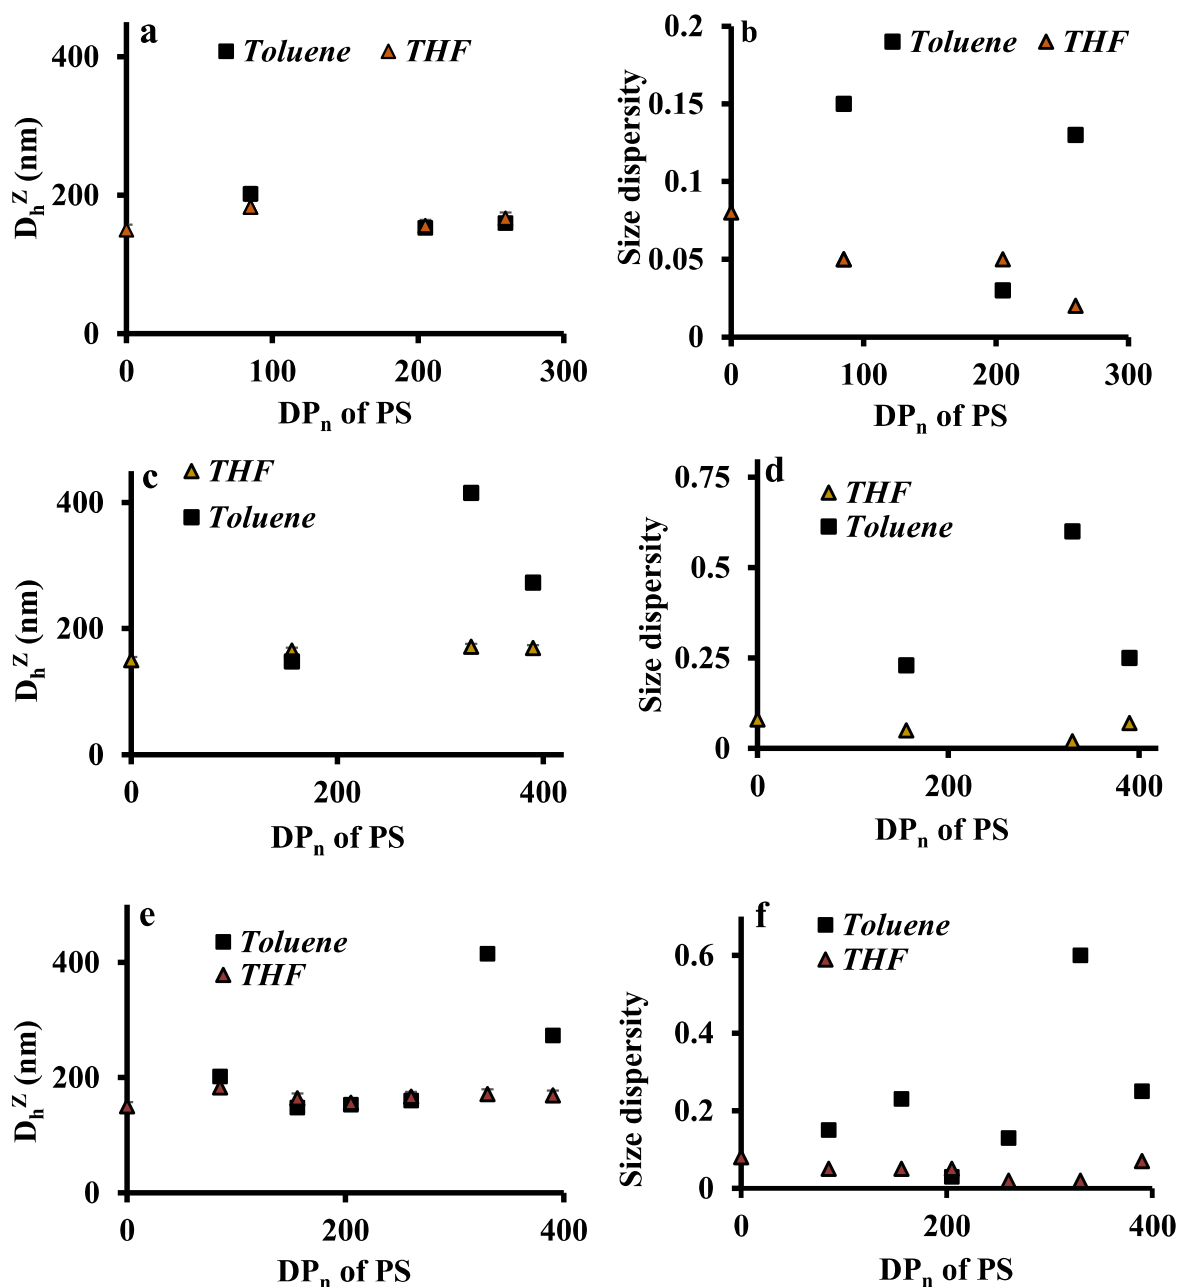 a
Toluene THF
400
200
0
0 100 200 300
D_h^Z (nm)
DP_n of PS
b
Toluene THF
0.2
0.15
0.1
0.05
0
0 100 200 300
Size dispersity
DP_n of PS
c
THF
Toluene
400
200
0
0 200 400
D_h^Z (nm)
DP_n of PS
d
THF
Toluene
0.75
0.5
0.25
0
0 200 400
Size dispersity
DP_n of PS
e
Toluene
THF
400
200
0
0 200 400
D_h^Z (nm)
DP_n of PS
f
Toluene
THF
0.6
0.4
0.2
0
0 200 400
Size dispersity
DP_n of PS